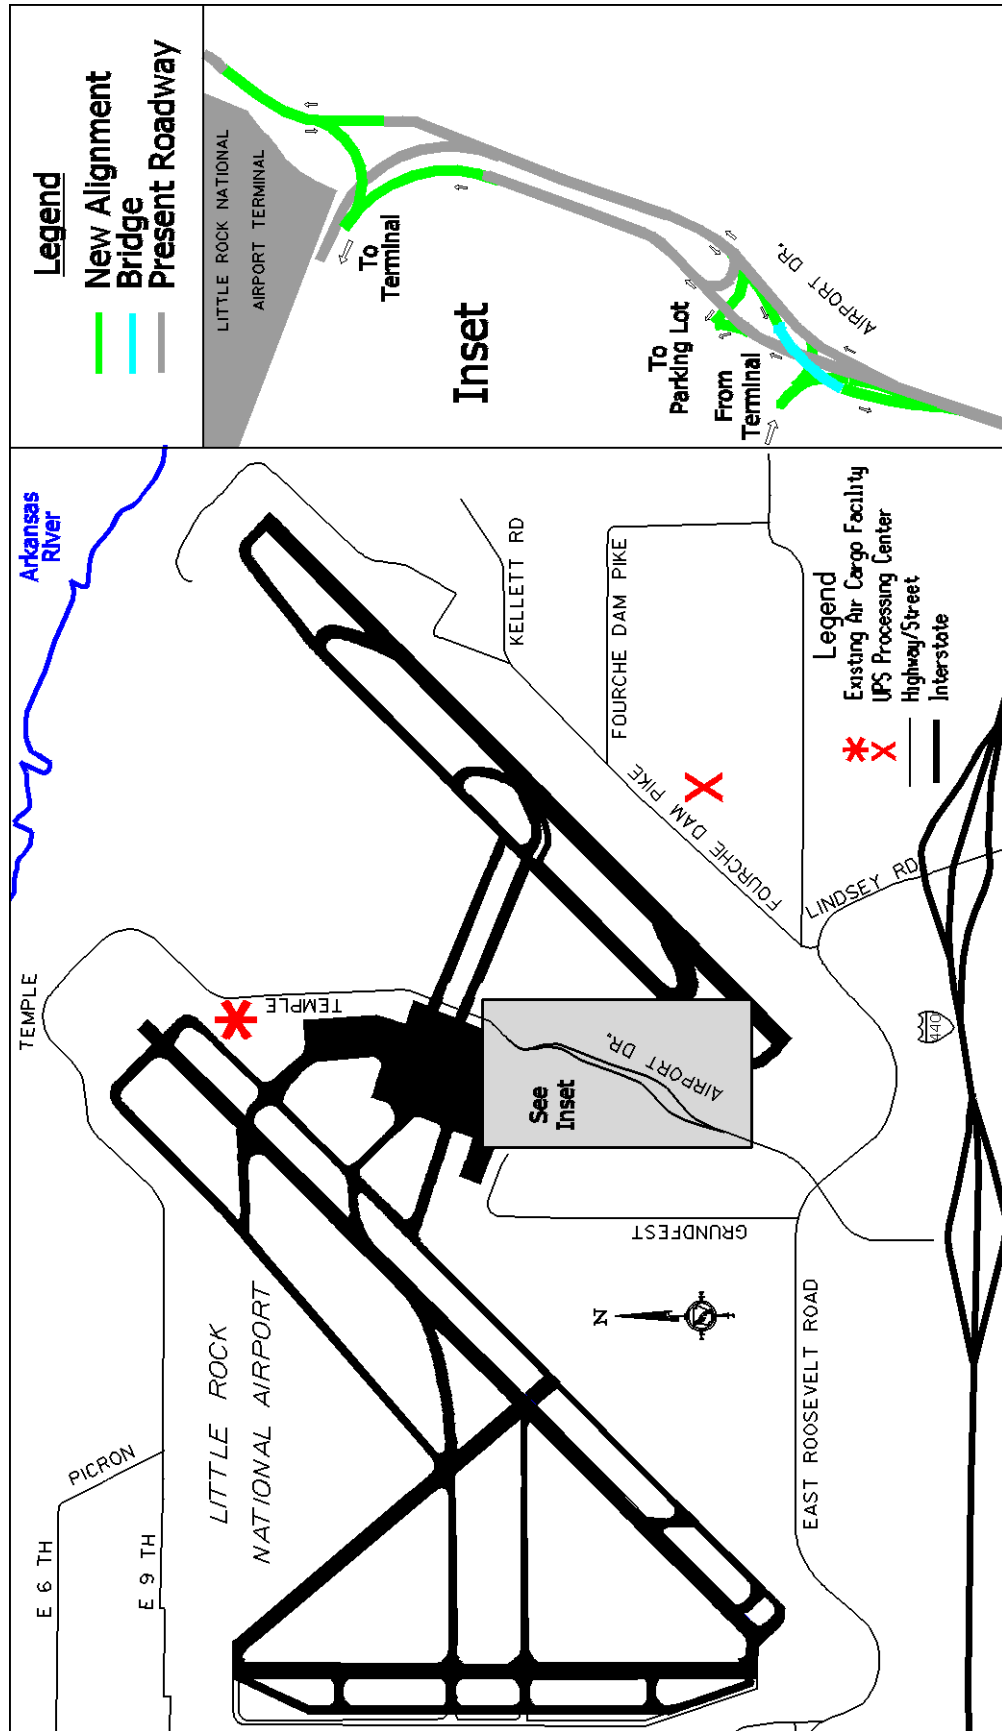 Legend
New Alignment
Bridge
Present Roadway
LITTLE ROCK NATIONAL
AIRPORT TERMINAL
To
Terminal
Inset
To
Parking Lot
From
Terminal
AIRPORT DR.
Arkansas
River
TEMPLE
TEMPLE
KELLETT RD
FOURCHE DAM PIKE
FOURCHE DAM PIKE
LINDSEY RD
Legend
Existing Air Cargo Facility
UPS Processing Center
Highway/Street
Interstate
440
See
Inset
AIRPORT DR.
GRUNDFEST
N
EAST ROOSEVELT ROAD
LITTLE ROCK
NATIONAL AIRPORT
PICRON
E 6 TH
E 9 TH